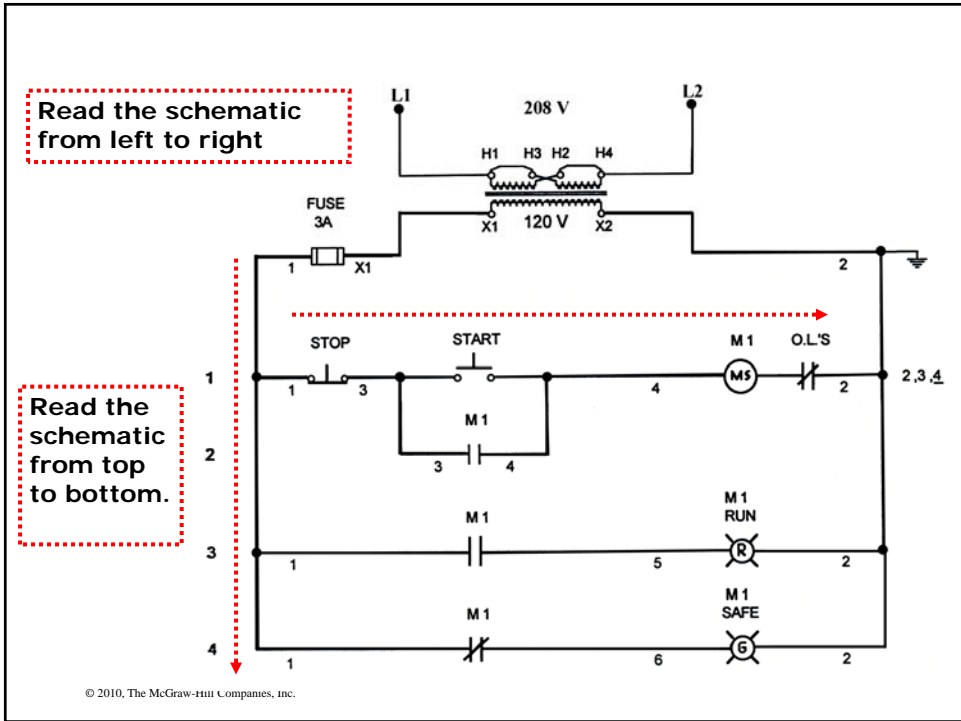 Read the schematic
from left to right
L1
208 V
L2
H1 H3 H2 H4
FUSE
3A
X1 120 V X2
1 X1
2
STOP
START
M 1
O.L.'S
1
1 3
4
MS
2
2 ,3 ,4
Read the
schematic
from top
to bottom.
M 1
2
3 4
M 1
M 1
RUN
3
1
5
R
2
M 1
M 1
SAFE
4
1
6
G
2
© 2010, The McGraw-Hill Companies, Inc.